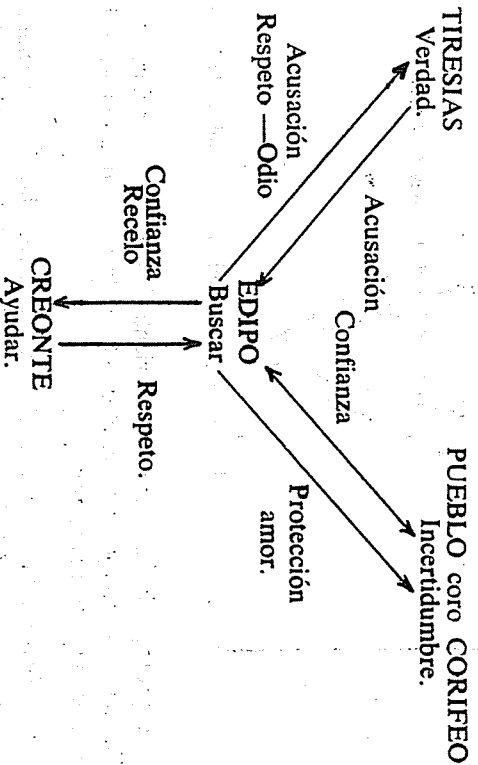 TIRESIAS
Verdad.
PUEBLO coro CORIFEO
Incertidumbre.
Acusación
Confianza
Acusación
Respeto —Odio
EDIPO
Buscar
Protección
amor.
Confianza
Recelo
Respeto.
CREONTE
Ayudar.